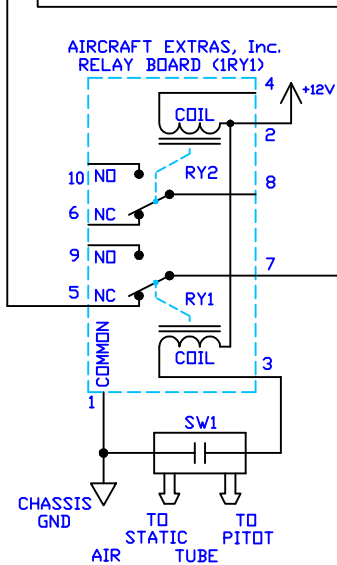 AIRCRAFT EXTRAS, Inc.
RELAY BOARD (1RY1)
4
+12V
COIL
2
RY2
10 NO
8
6 NC
9 NO
7
5 NC
RY1
COMMON
COIL
3
1
SW1
CHASSIS
GND
TO
STATIC
AIR
TO
PITOT
TUBE